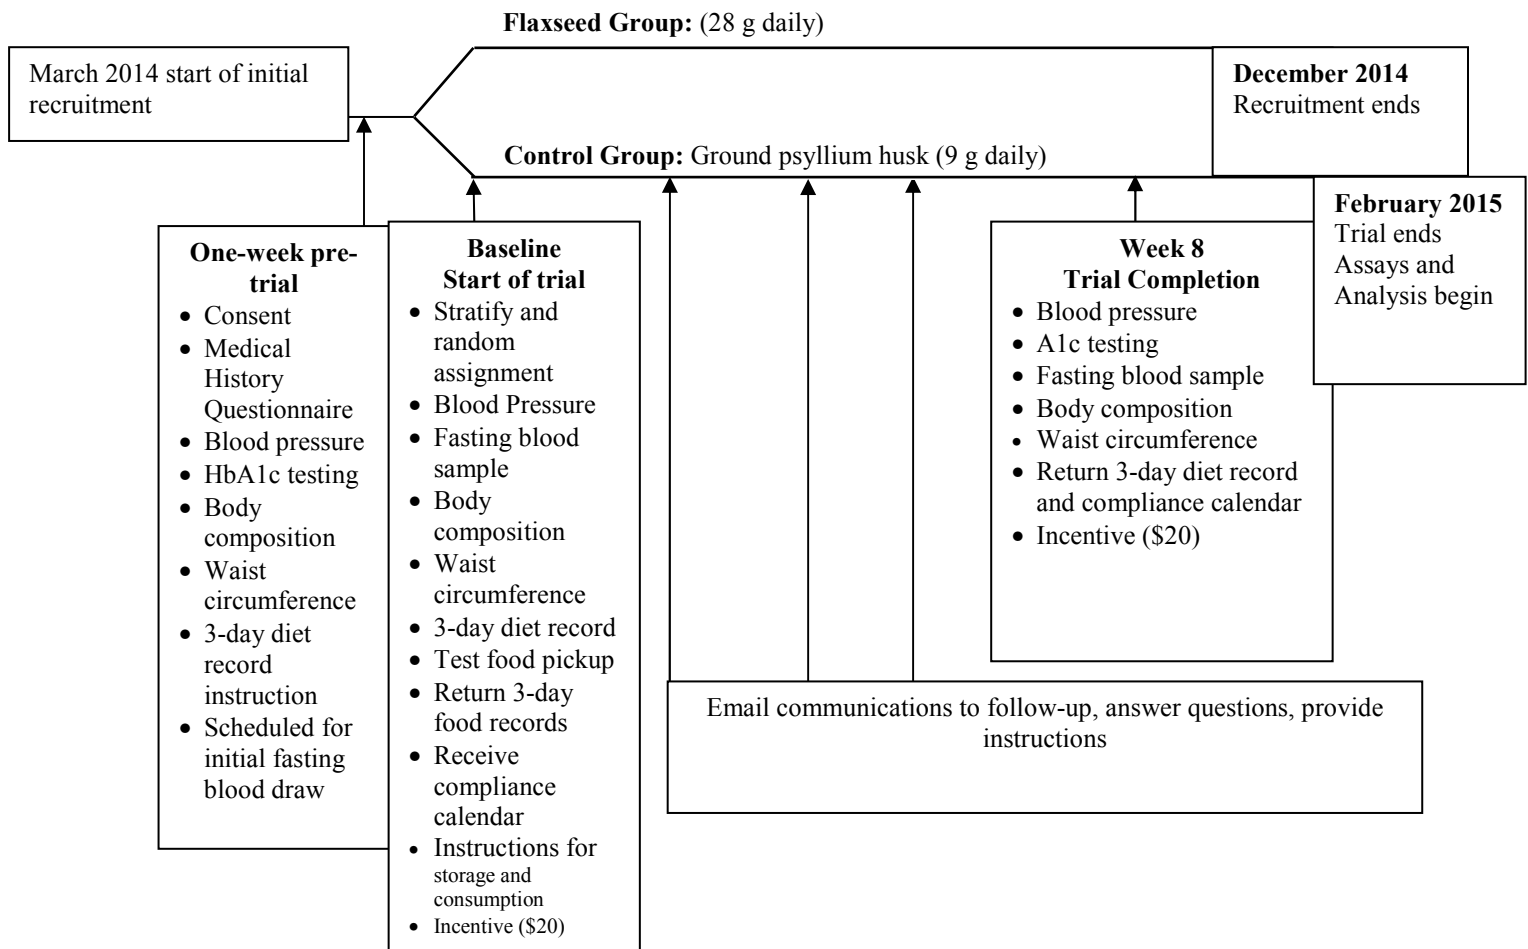 Flaxseed Group: (28 g daily)
March 2014 start of initial
recruitment
December 2014
Recruitment ends
Control Group: Ground psyllium husk (9 g daily)
February 2015
Trial ends
Assays and
Analysis begin
One-week pre-
trial
• Consent
• Medical
History
Questionnaire
• Blood pressure
• HbA1c testing
• Body
composition
• Waist
circumference
• 3-day diet
record
instruction
• Scheduled for
initial fasting
blood draw
Baseline
Start of trial
• Stratify and
random
assignment
• Blood Pressure
• Fasting blood
sample
• Body
composition
• Waist
circumference
• 3-day diet record
• Test food pickup
• Return 3-day
food records
• Receive
compliance
calendar
• Instructions for
storage and
consumption
• Incentive ($20)
Week 8
Trial Completion
• Blood pressure
• A1c testing
• Fasting blood sample
• Body composition
• Waist circumference
• Return 3-day diet record
and compliance calendar
• Incentive ($20)
Email communications to follow-up, answer questions, provide
instructions